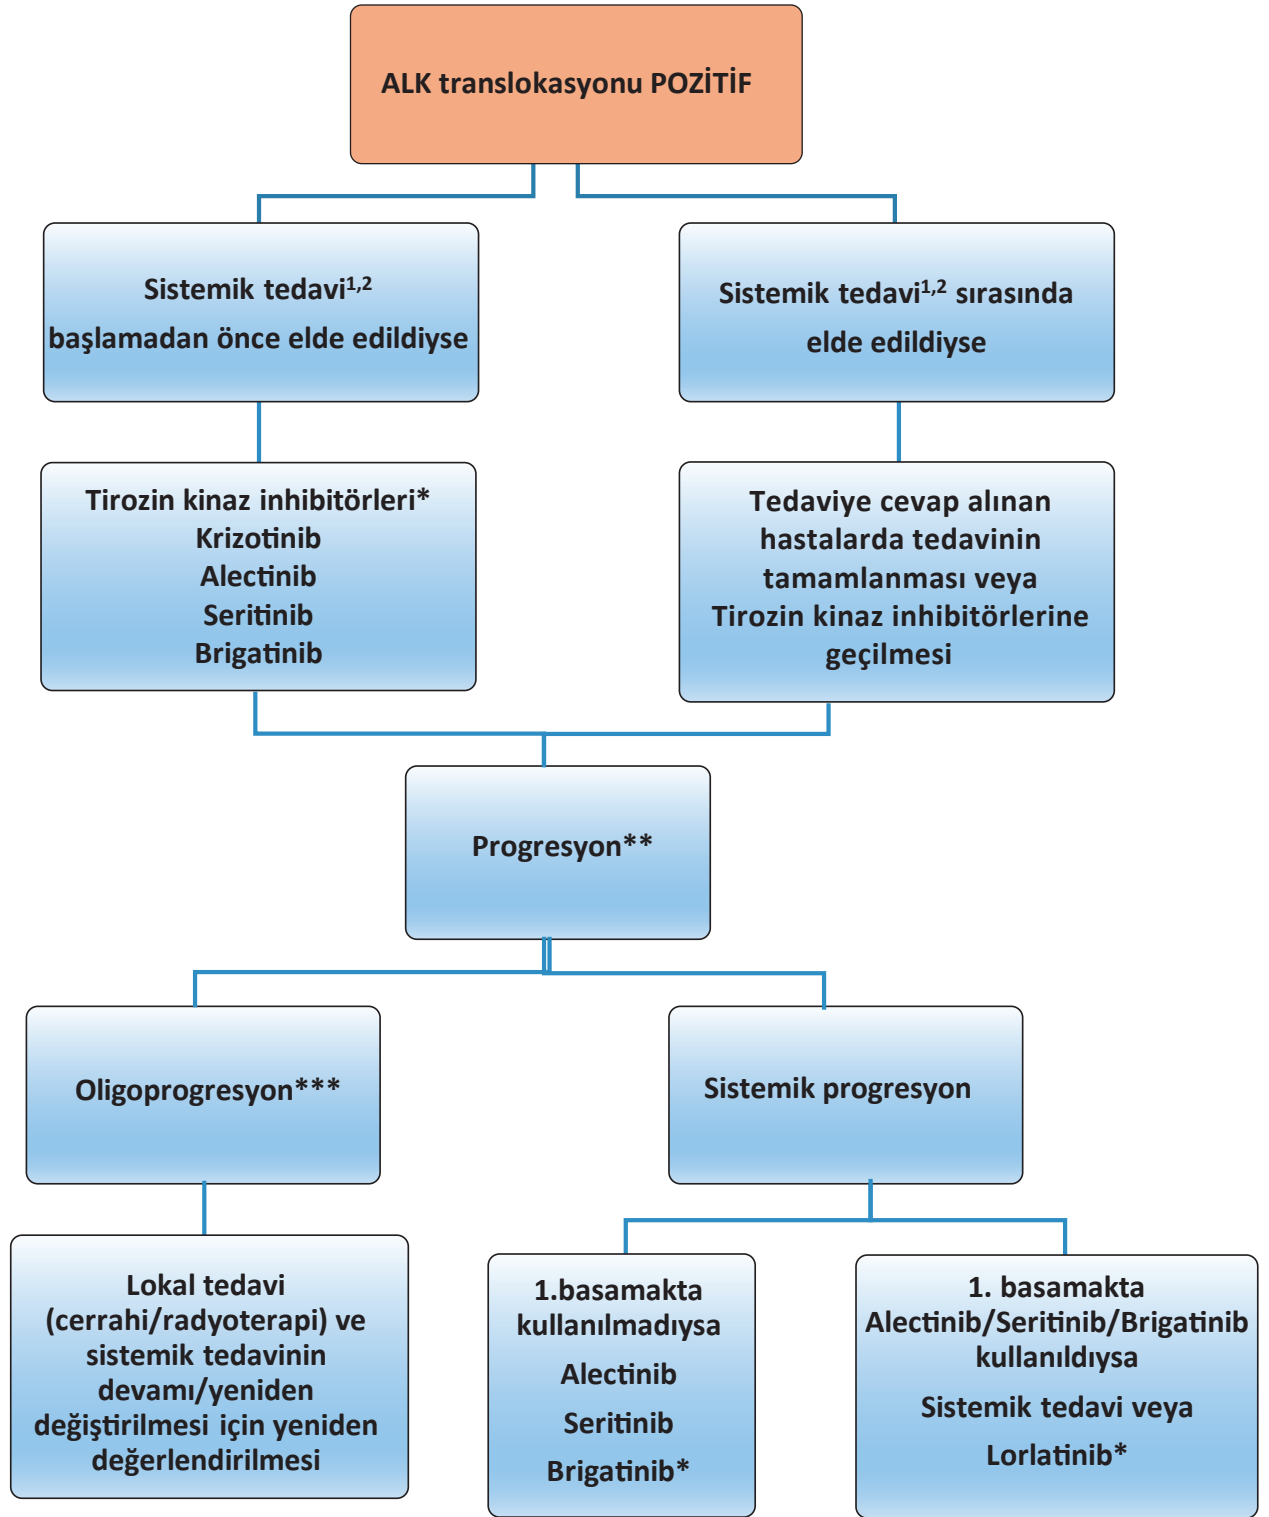 ALK translokasyonu POZİTİF
Sistemik tedavi1,2
başlamadan önce elde edildiyse
Sistemik tedavi1,2 sırasında
elde edildiyse
Tirozin kinaz inhibitörleri*
Krizotinib
Alectinib
Seritinib
Brigatinib
Tedaviye cevap alınan
hastalarda tedavinin
tamamlanması veya
Tirozin kinaz inhibitörlerine
geçilmesi
Progresyon**
Oligoprogresyon***
Sistemik progresyon
Lokal tedavi
(cerrahi/radyoterapi) ve
sistemik tedavinin
devamı/yeniden
değiştirilmesi için yeniden
değerlendirilmesi
1.basamakta
kullanılmadıysa
Alectinib
Seritinib
Brigatinib*
1. basamakta
Alectinib/Seritinib/Brigatinib
kullanıldıysa
Sistemik tedavi veya
Lorlatinib*